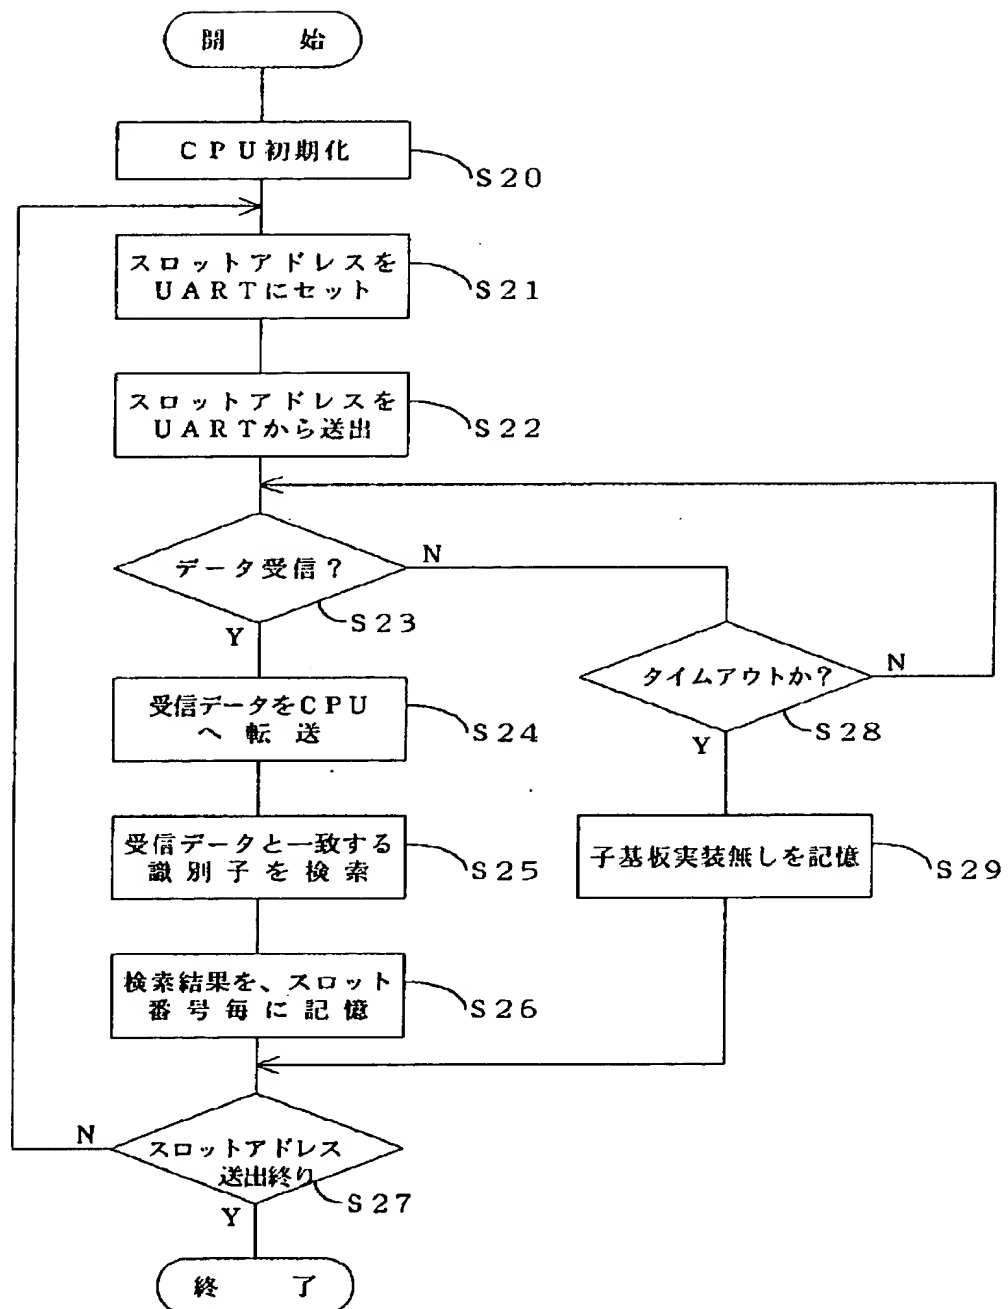 開 始
CPU初期化
S20
スロットアドレスを
UARTにセット
S21
スロットアドレスを
UARTから送出
S22
データ受信?
N
S23
Y
タイムアウトか?
N
S28
Y
受信データをCPU
へ 転 送
S24
受信データと一致する
識別子を検索
S25
子基板実装無しを記憶
S29
検索結果を、スロット
番号毎に記憶
S26
N
スロットアドレス
送出終り
S27
Y
終 了